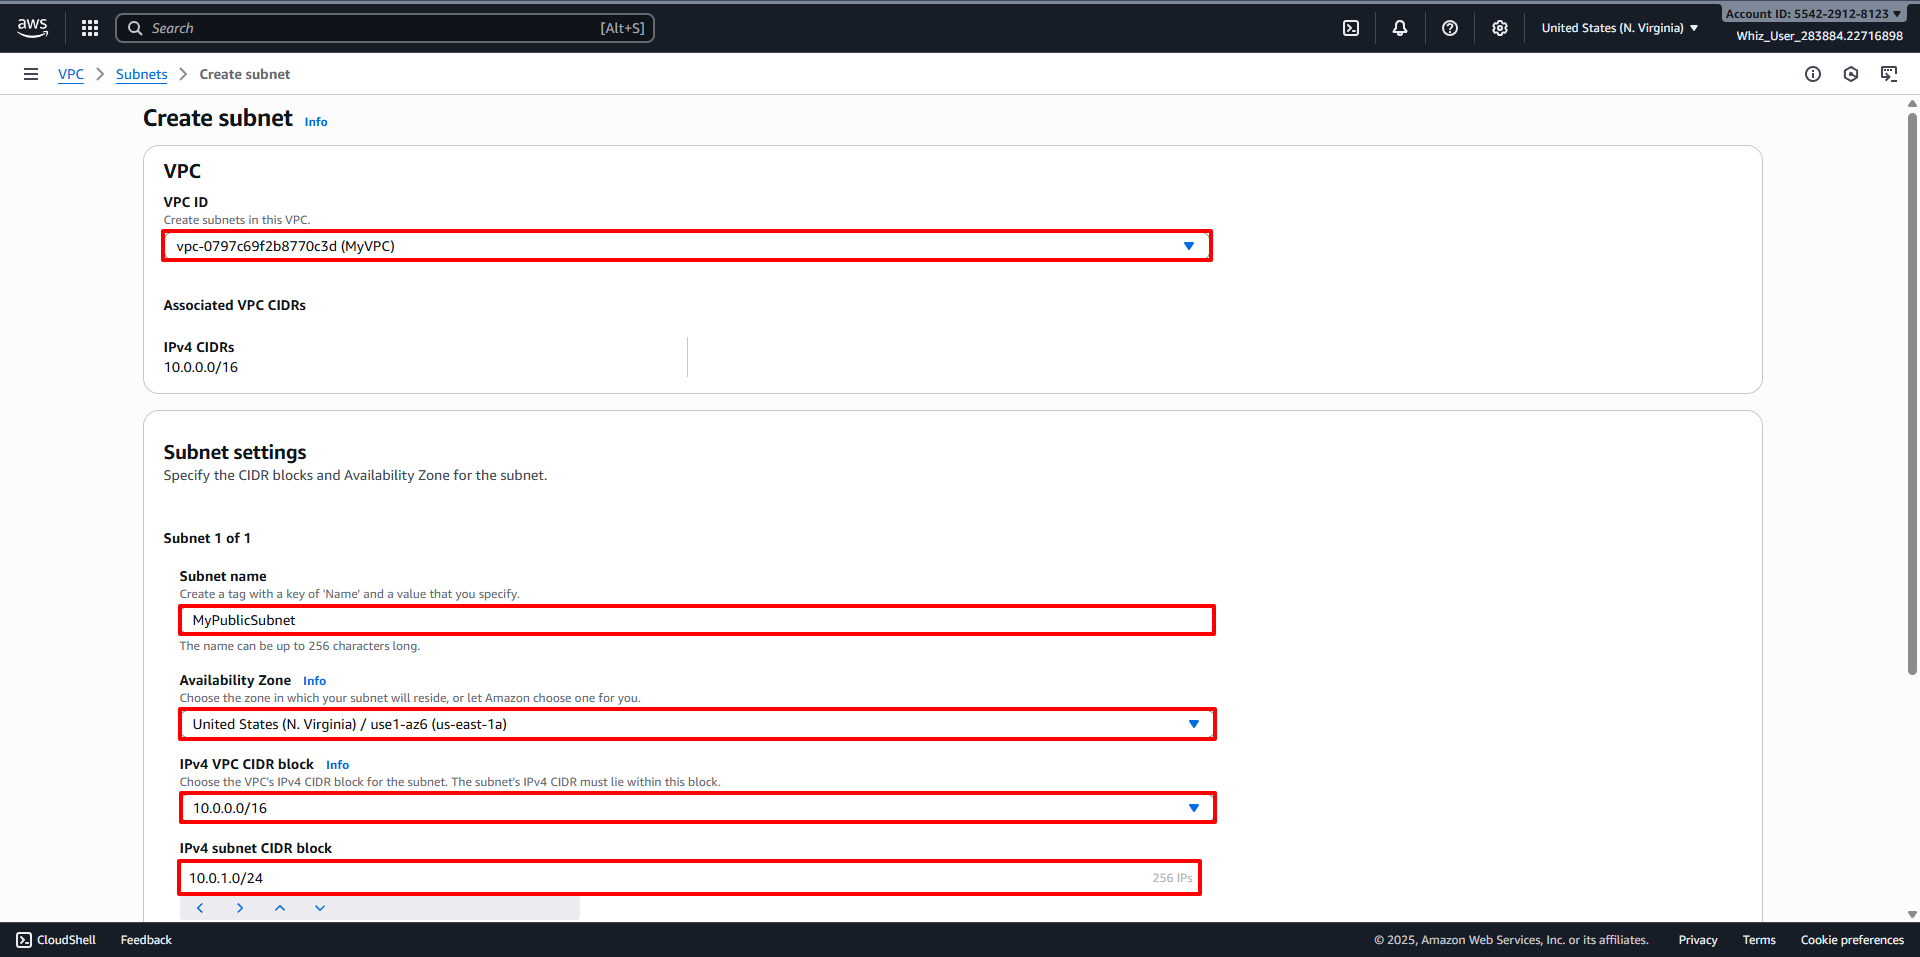 aws
Search [Alt+S]
United States (N. Virginia)
Account ID: 5542-2912-8123
Whiz_User_283884.22716898
VPC Subnets Create subnet
Create subnet Info
VPC
VPC ID
Create subnets in this VPC.
vpc-0797c69f2b8770c3d (MyVPC)
Associated VPC CIDRs
IPv4 CIDRs
10.0.0.0/16
Subnet settings
Specify the CIDR blocks and Availability Zone for the subnet.
Subnet 1 of 1
Subnet name
Create a tag with a key of 'Name' and a value that you specify.
MyPublicSubnet
The name can be up to 256 characters long.
Availability Zone Info
Choose the zone in which your subnet will reside, or let Amazon choose one for you.
United States (N. Virginia) / use1-az6 (us-east-1a)
IPv4 VPC CIDR block Info
Choose the VPC's IPv4 CIDR block for the subnet. The subnet's IPv4 CIDR must lie within this block.
10.0.0.0/16
IPv4 subnet CIDR block
10.0.1.0/24 256 IPs
CloudShell Feedback © 2025, Amazon Web Services, Inc. or its affiliates. Privacy Terms Cookie preferences